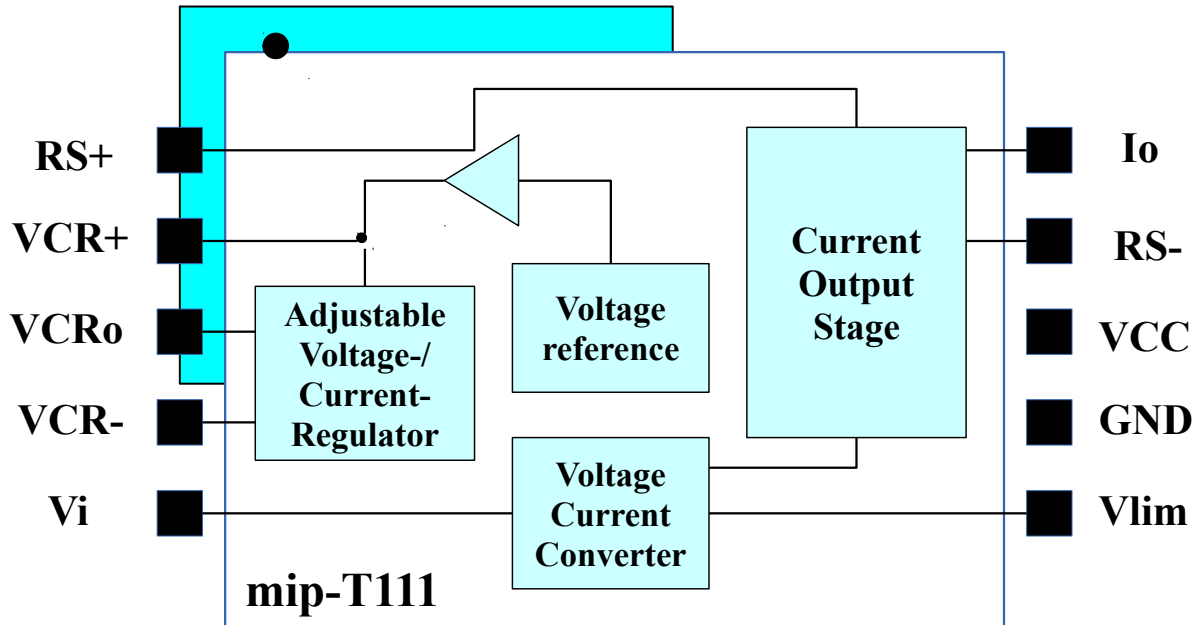 RS+
VCR+
VCRo
VCR-
Vi
Adjustable
Voltage-/
Current-
Regulator
Voltage
reference
Voltage
Current
Converter
Current
Output
Stage
Io
RS-
VCC
GND
Vlim
mip-T111